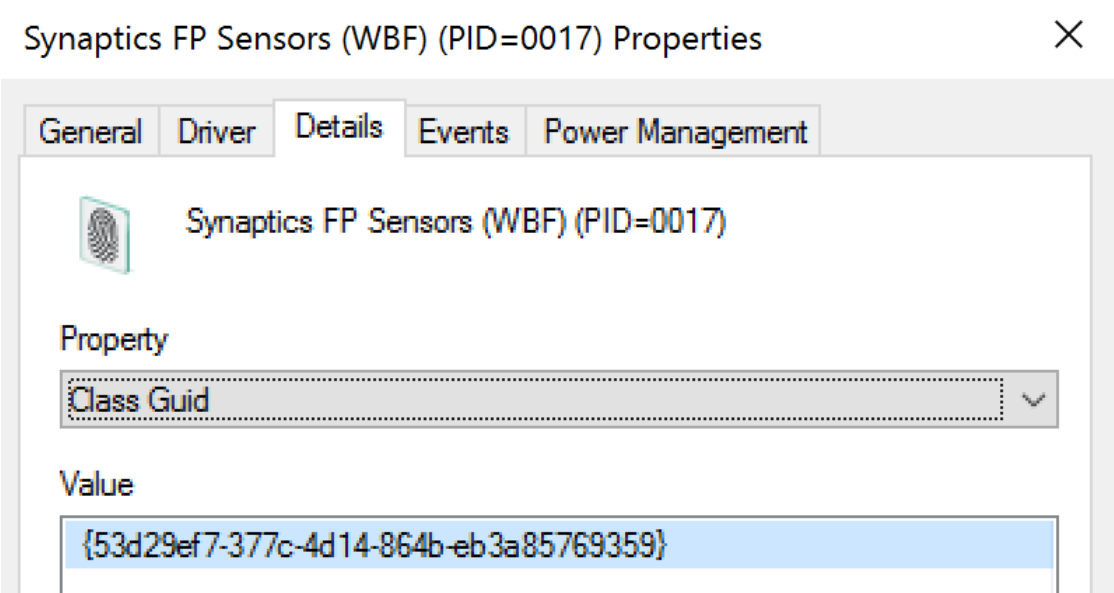 Synaptics FP Sensors (WBF) (PID=0017) Properties
General Driver Details Events Power Management
Synaptics FP Sensors (WBF) (PID=0017)
Property
Class Guid
Value
{53d29ef7-377c-4d14-864b-eb3a85769359}